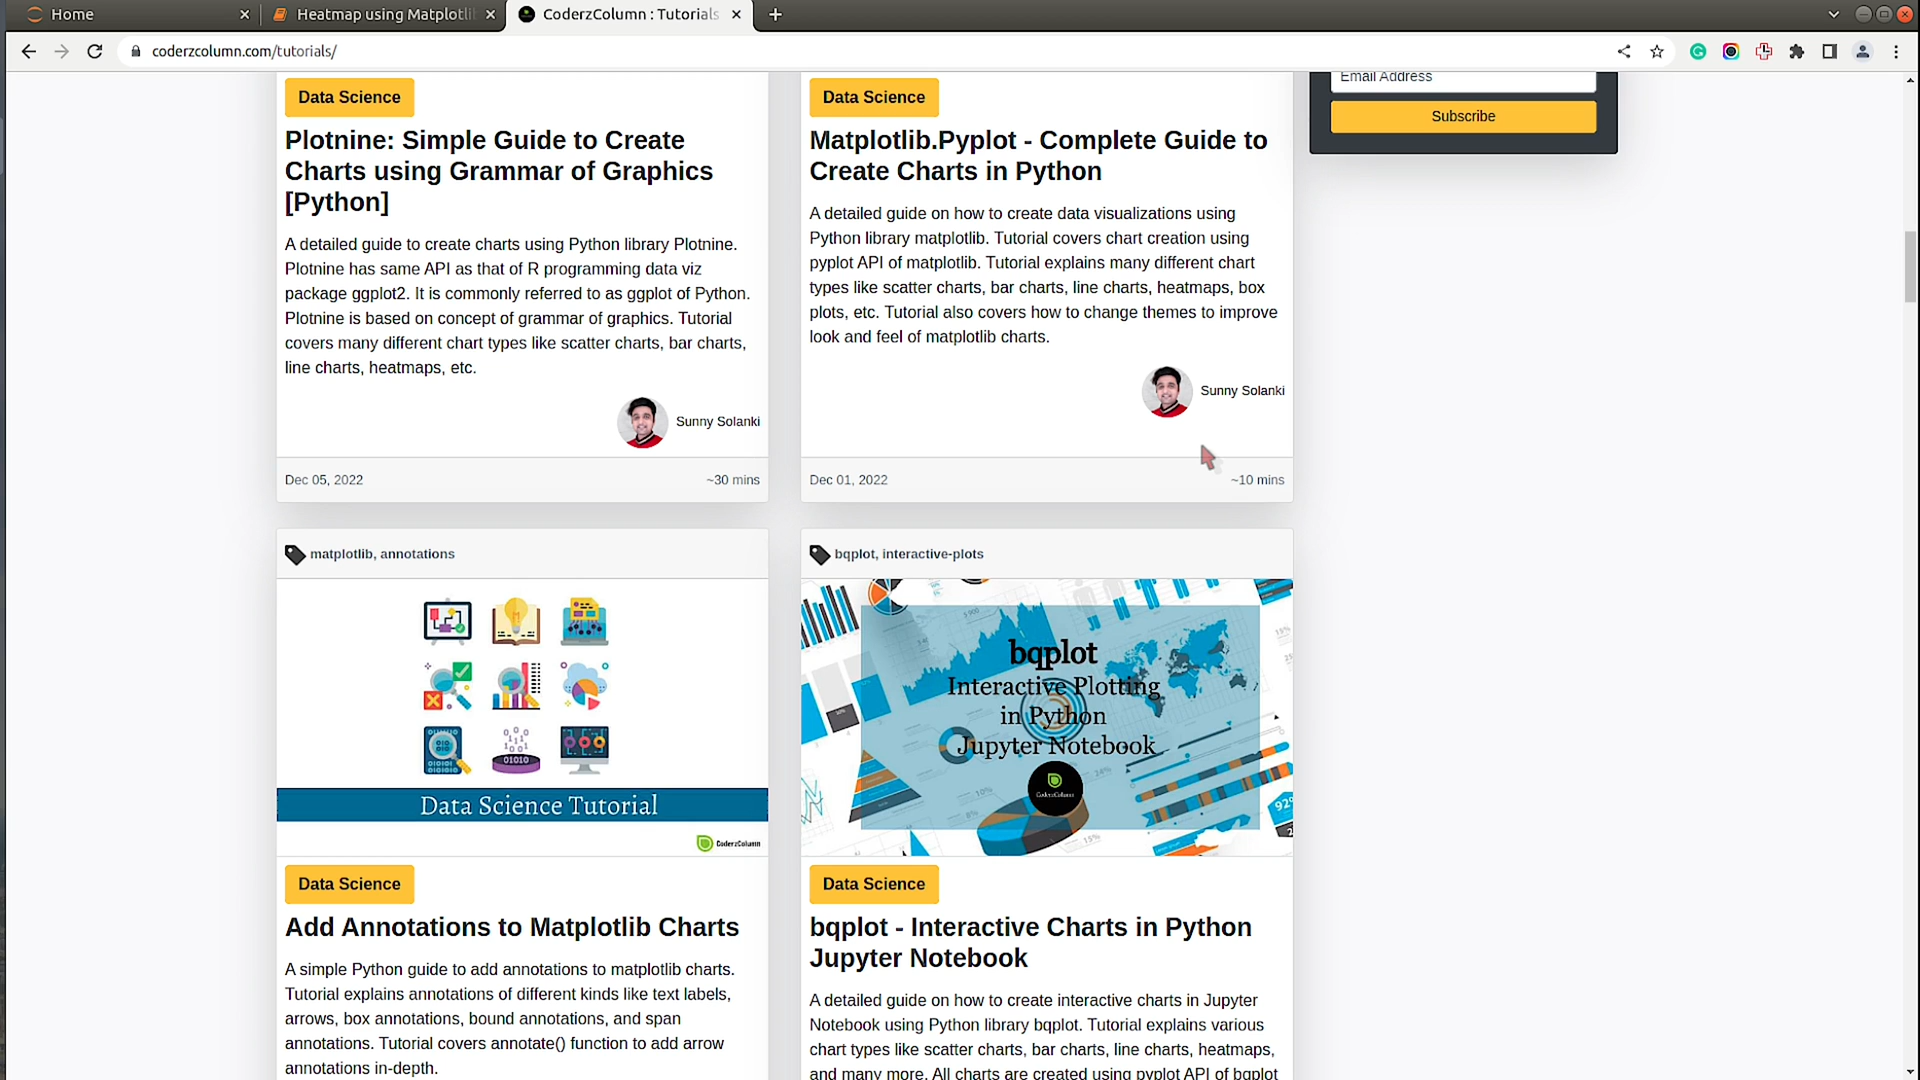 Home
Heatmap using Matplotli
CoderzColumn : Tutorials
coderzcolumn.com/tutorials/
Email Address
Subscribe
Data Science
Plotnine: Simple Guide to Create
Charts using Grammar of Graphics
[Python]
A detailed guide to create charts using Python library Plotnine.
Plotnine has same API as that of R programming data viz
package ggplot2. It is commonly referred to as ggplot of Python.
Plotnine is based on concept of grammar of graphics. Tutorial
covers many different chart types like scatter charts, bar charts,
line charts, heatmaps, etc.
Sunny Solanki
Dec 05, 2022
~30 mins
Data Science
Matplotlib.Pyplot - Complete Guide to
Create Charts in Python
A detailed guide on how to create data visualizations using
Python library matplotlib. Tutorial covers chart creation using
pyplot API of matplotlib. Tutorial explains many different chart
types like scatter charts, bar charts, line charts, heatmaps, box
plots, etc. Tutorial also covers how to change themes to improve
look and feel of matplotlib charts.
Sunny Solanki
Dec 01, 2022
~10 mins
matplotlib, annotations
Data Science Tutorial
CoderzColumn
Data Science
Add Annotations to Matplotlib Charts
A simple Python guide to add annotations to matplotlib charts.
Tutorial explains annotations of different kinds like text labels,
arrows, box annotations, bound annotations, and span
annotations. Tutorial covers annotate() function to add arrow
annotations in-depth.
bqplot, interactive-plots
bqplot
Interactive Plotting
in Python
Jupyter Notebook
CoderzColumn
Data Science
bqplot - Interactive Charts in Python
Jupyter Notebook
A detailed guide on how to create interactive charts in Jupyter
Notebook using Python library bqplot. Tutorial explains various
chart types like scatter charts, bar charts, line charts, heatmaps,
and many more. All charts are created using pyplot API of bqplot